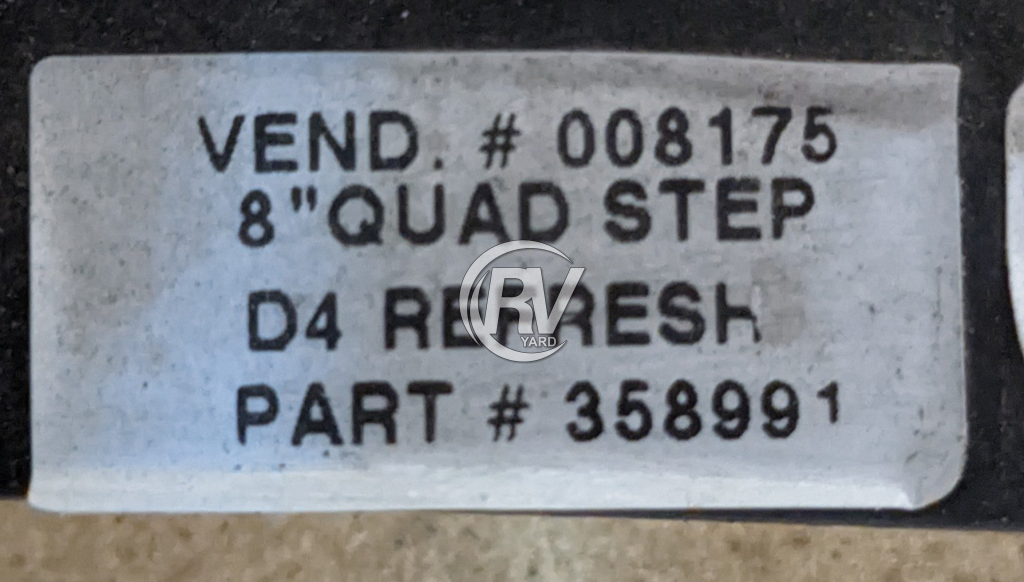 VEND. # 008175
8" QUAD STEP
D4 REFRESH
RV
YARD
PART # 358991